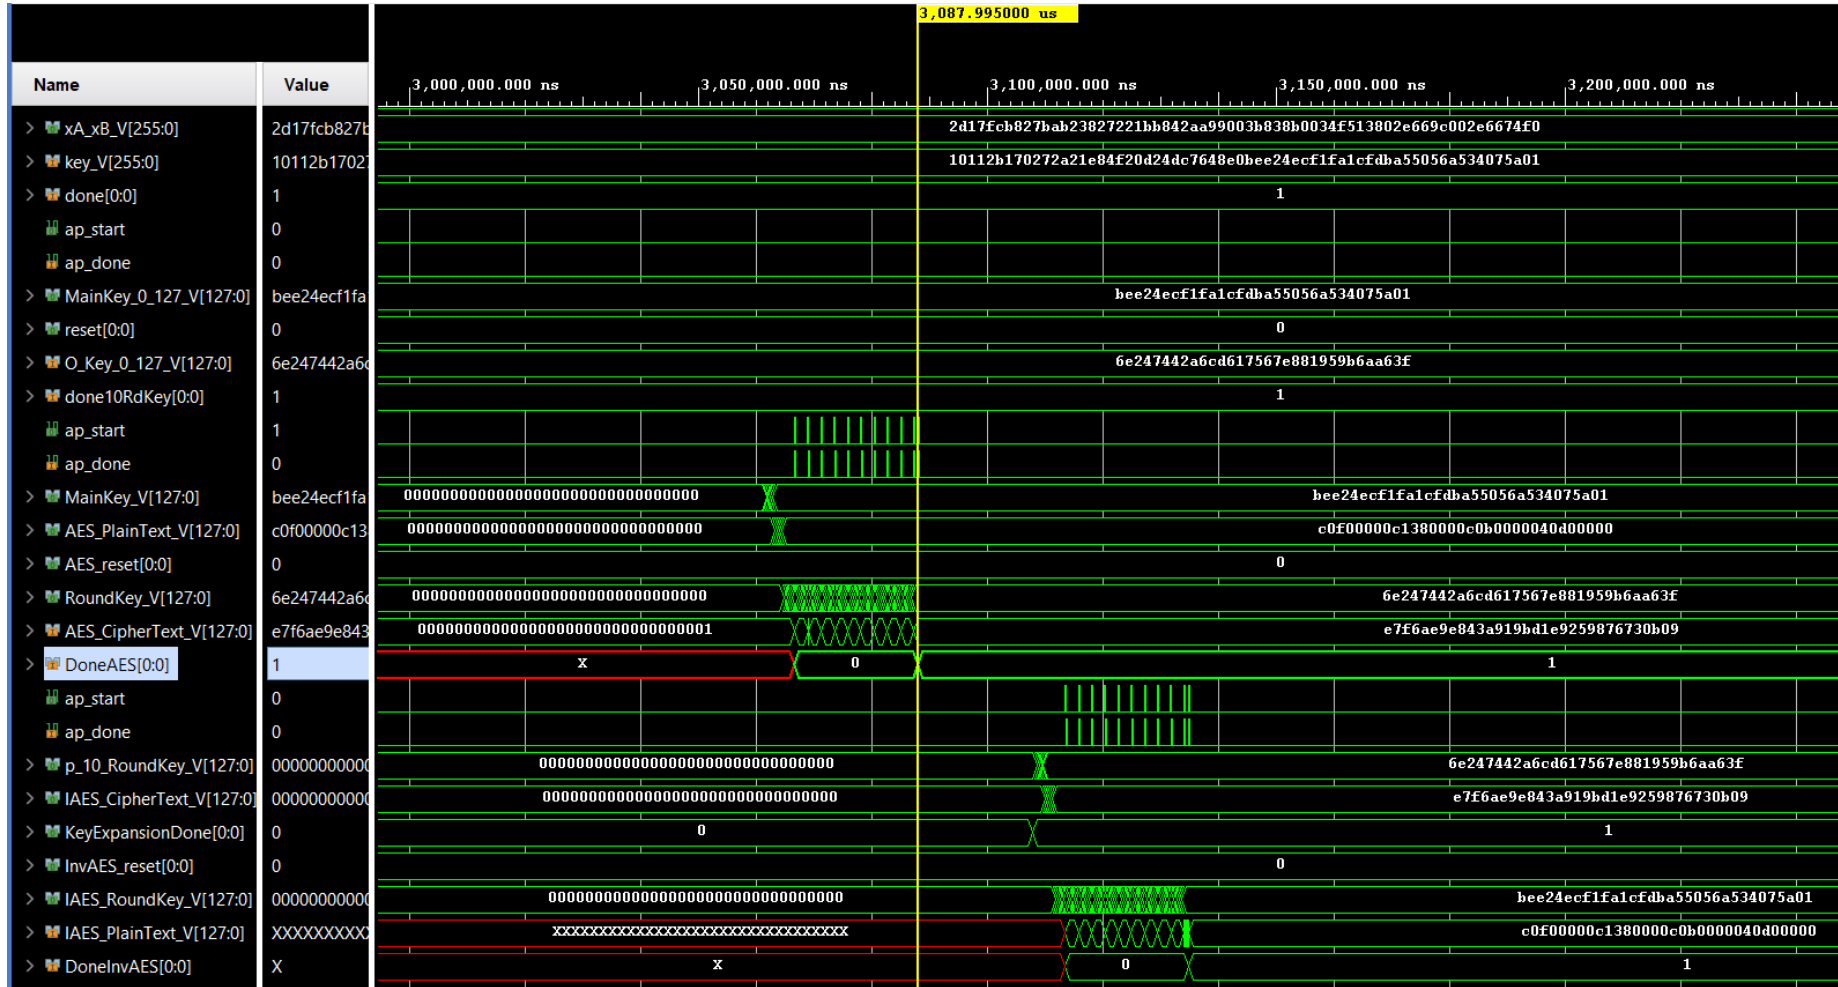 3,087.995000 us
Name Value 3,000,000.000 ns 3,050,000.000 ns 3,100,000.000 ns 3,150,000.000 ns 3,200,000.000 ns
xA_xB_V[255:0] 2d17fcb827b 2d17fcb827bab23827221bb842aa99003b838b0034f513802e669c002e6674f0
key_V[255:0] 10112b17027 10112b170272a21e84f20d24dc7648e0bee24ecf1fa1cfdba55056a534075a01
done[0:0] 1 1
ap_start 0
ap_done 0
MainKey_0_127_V[127:0] bee24ecf1fa bee24ecf1fa1cfdba55056a534075a01
reset[0:0] 0 0
O_Key_0_127_V[127:0] 6e247442a6c 6e247442a6cd617567e881959b6aa63f
done10RdKey[0:0] 1 1
ap_start 1
ap_done 0
MainKey_V[127:0] bee24ecf1fa 00000000000000000000000000000000 bee24ecf1fa1cfdba55056a534075a01
AES_PlainText_V[127:0] c0f00000c13 00000000000000000000000000000000 c0f00000c1380000c0b0000040d00000
AES_reset[0:0] 0 0
RoundKey_V[127:0] 6e247442a6c 00000000000000000000000000000000 6e247442a6cd617567e881959b6aa63f
AES_CipherText_V[127:0] e7f6ae9e843 00000000000000000000000000000001 e7f6ae9e843a919bd1e9259876730b09
DoneAES[0:0] 1 X 0 1
ap_start 0
ap_done 0
p_10_RoundKey_V[127:0] 00000000000 00000000000000000000000000000000 6e247442a6cd617567e881959b6aa63f
IAES_CipherText_V[127:0] 00000000000 00000000000000000000000000000000 e7f6ae9e843a919bd1e9259876730b09
KeyExpansionDone[0:0] 0 0 1
InvAES_reset[0:0] 0 0
IAES_RoundKey_V[127:0] 00000000000 00000000000000000000000000000000 bee24ecf1fa1cfdba55056a534075a01
IAES_PlainText_V[127:0] XXXXXXXXXX XXXXXXXXXXXXXXXXXXXXXXXXXXXXXXXX c0f00000c1380000c0b0000040d00000
DoneInvAES[0:0] X X 0 1